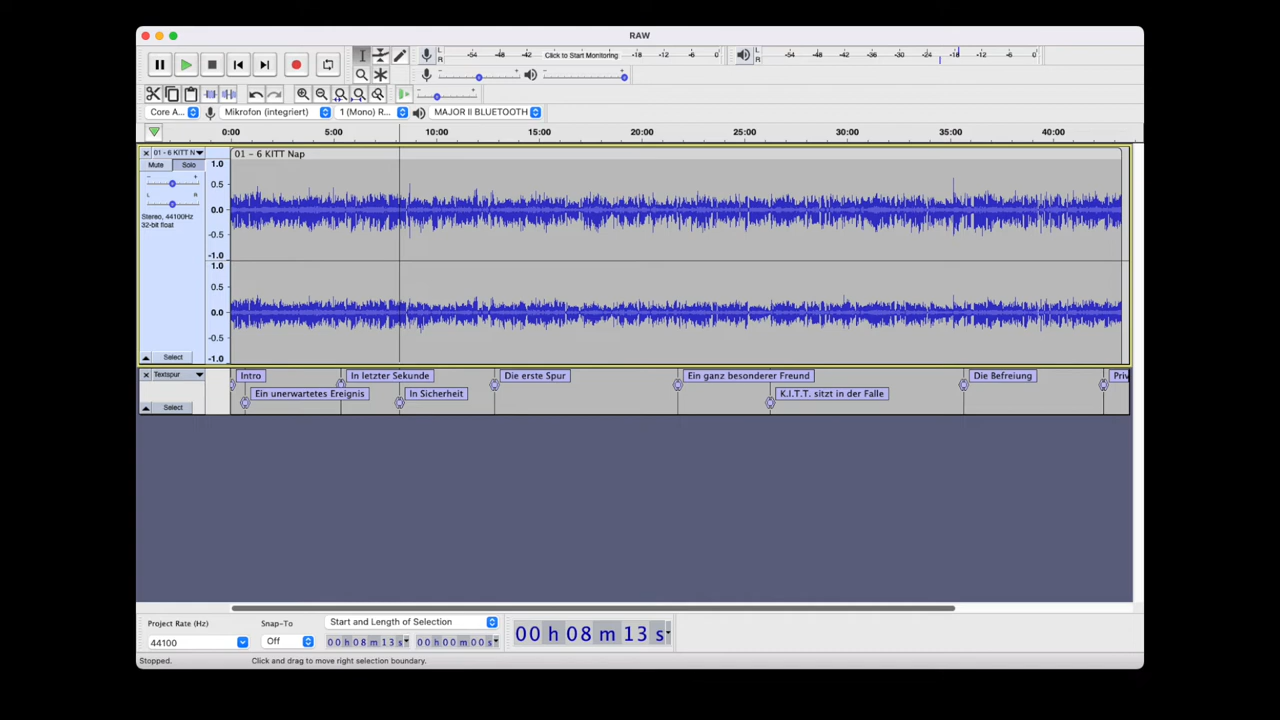 RAW
L
R
-54 -48 -42 Click to Start Monitoring -18 -12 -6 0
L
R
-54 -48 -42 -36 -30 -24 -18 -12 -6 0
- +
- +
Core A... Mikrofon (integriert) 1 (Mono) R... MAJOR II BLUETOOTH
0:00 5:00 10:00 15:00 20:00 25:00 30:00 35:00 40:00
01 - 6 KITT N 01 - 6 KITT Nap
Mute Solo
- +
L R
Stereo, 44100Hz
32-bit float
Select
1.0
0.5
0.0
-0.5
-1.0
1.0
0.5
0.0
-0.5
-1.0
Textspur
Select
Intro In letzter Sekunde Die erste Spur Ein ganz besonderer Freund Die Befreiung Priv
Ein unerwartetes Ereignis In Sicherheit K.I.T.T. sitzt in der Falle
Project Rate (Hz) Snap-To Start and Length of Selection
44100 Off 00 h 08 m 13 s 00 h 00 m 00 s 00 h 08 m 13 s
Stopped. Click and drag to move right selection boundary.